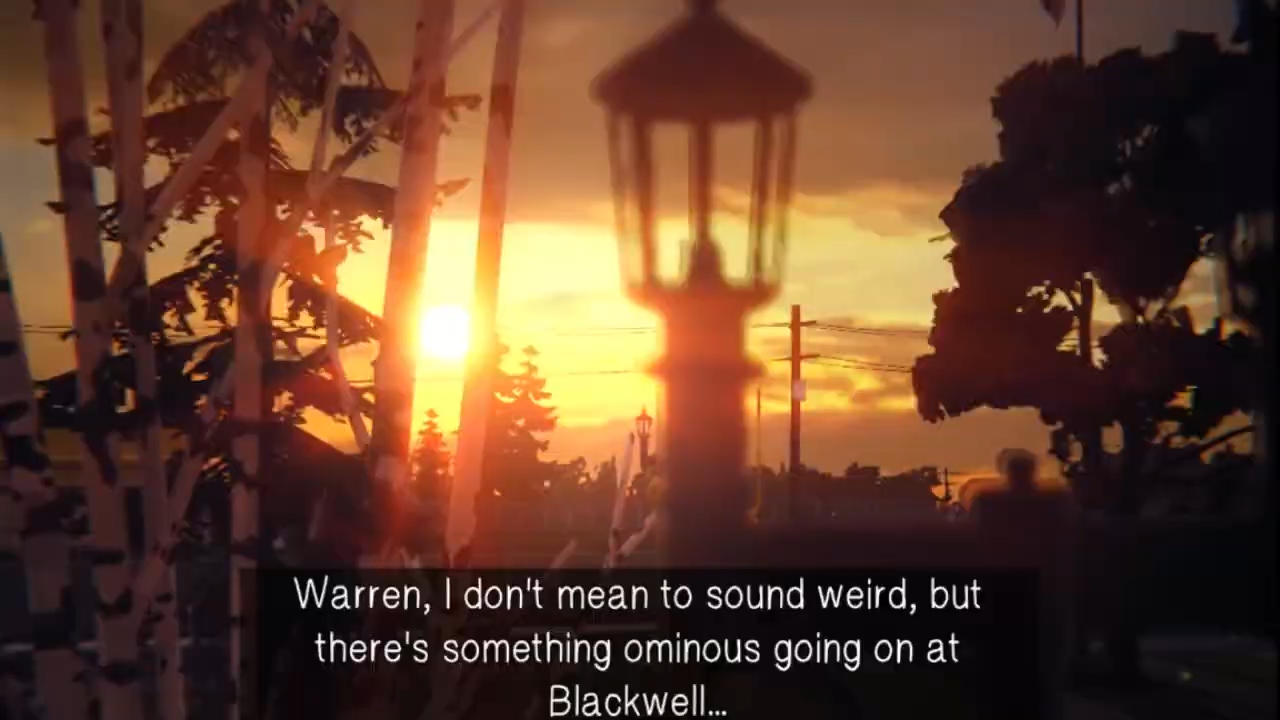 Warren, I don't mean to sound weird, but
there's something ominous going on at
Blackwell...